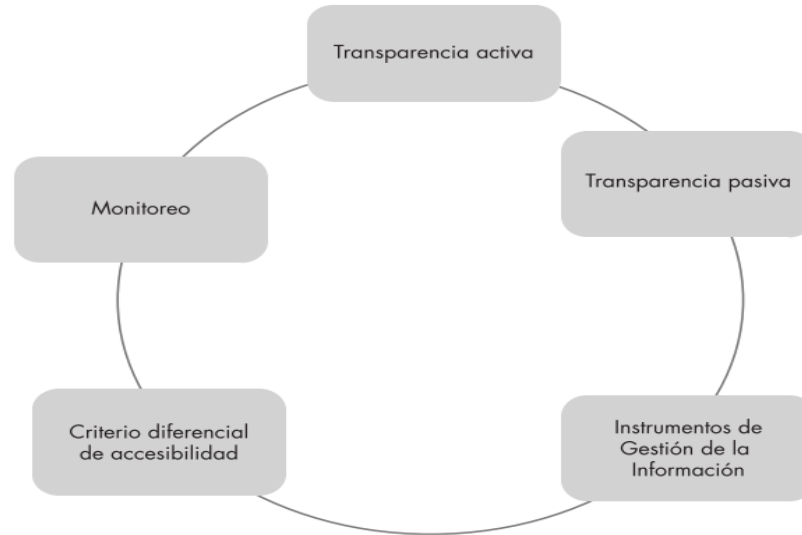 Transparencia activa
Transparencia pasiva
Monitoreo
Criterio diferencial
de accesibilidad
Instrumentos de
Gestión de la
Información